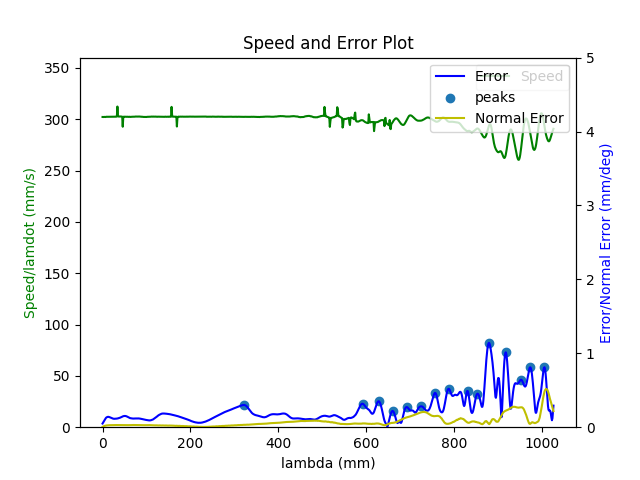 Speed and Error Plot
Speed/lamdot (mm/s)
350
300
250
200
150
100
50
0
Error
Speed
peaks
Normal Error
5
4
3
2
1
0
Error/Normal Error (mm/deg)
0
200
400
600
800
1000
lambda (mm)